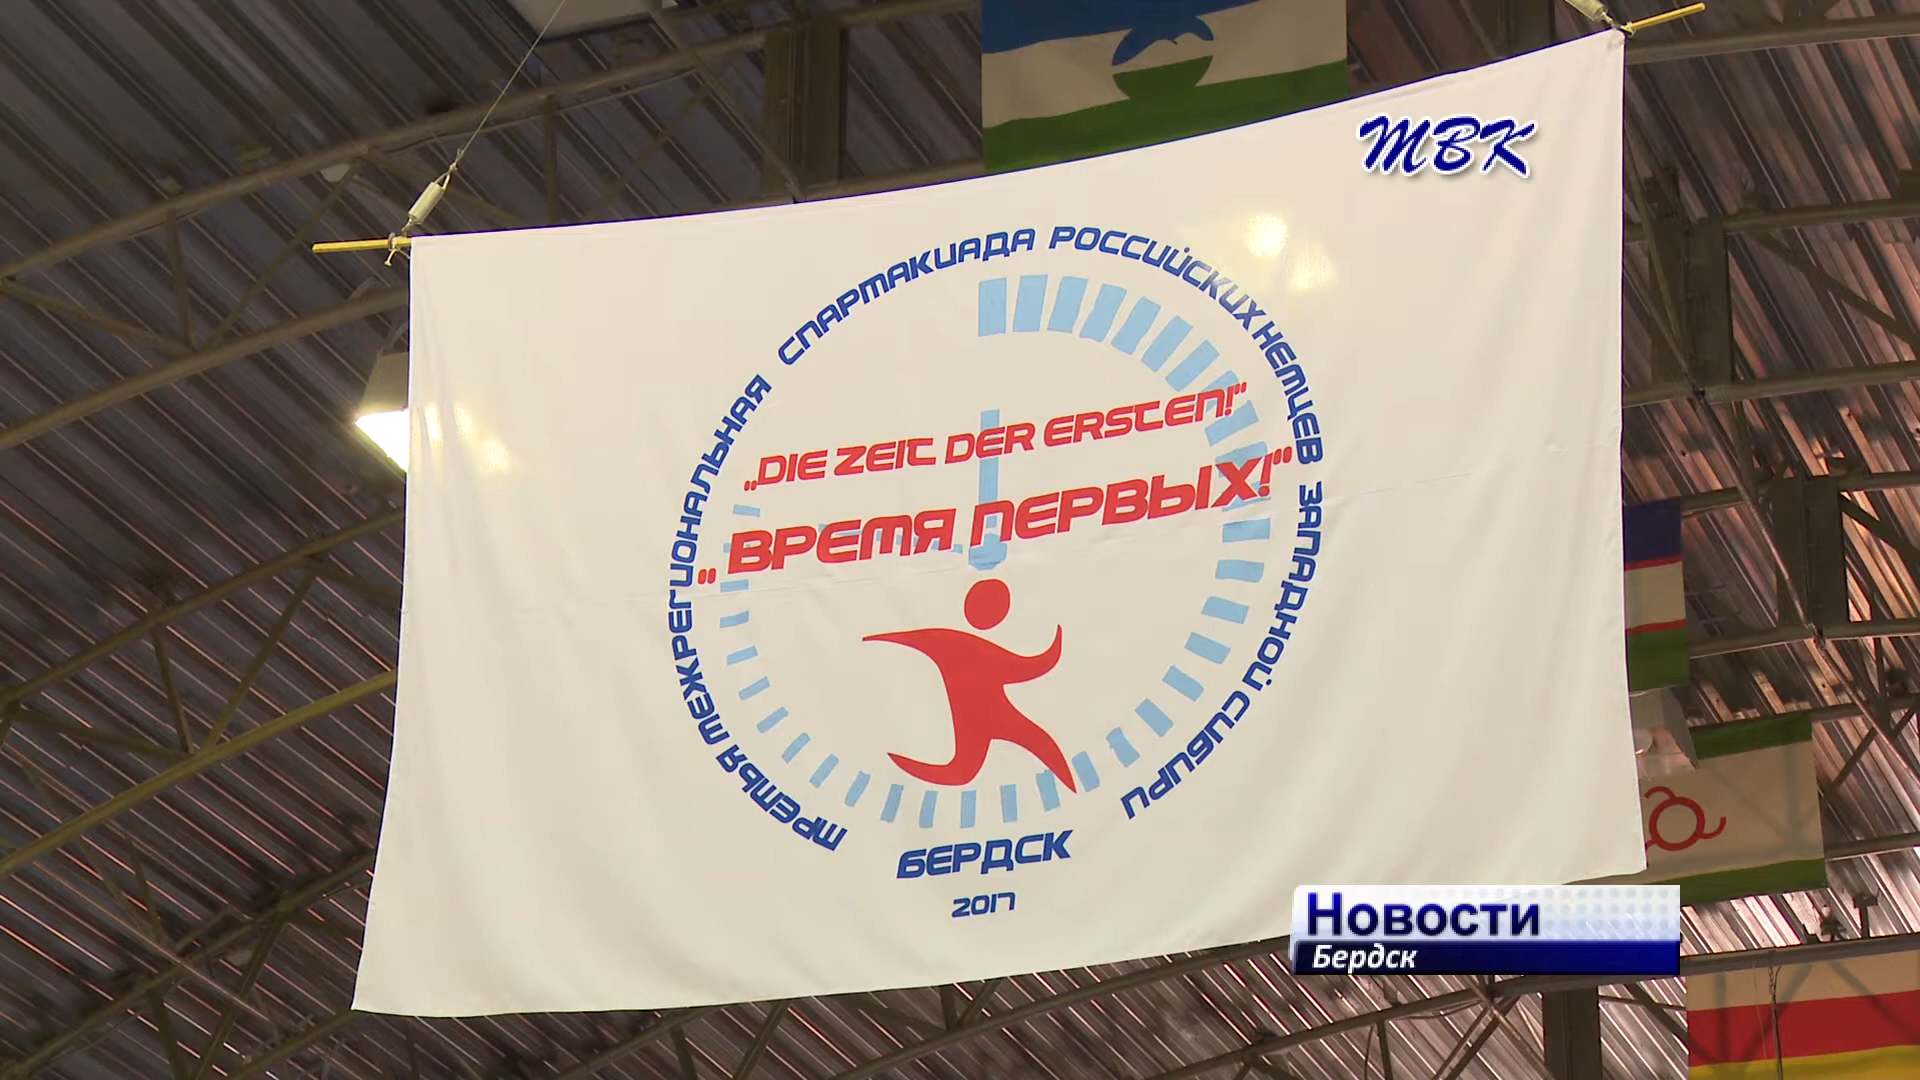 ТВК
ТРЕТЬЯ МЕЖРЕГИОНАЛЬНАЯ СПАРТАКИАДА РОССИЙСКИХ НЕМЦЕВ ЗАПАДНОЙ СИБИРИ
„DIE ZEIT DER ERSTEN!“
„ВРЕМЯ ПЕРВЫХ!“
БЕРДСК
2017
Новости
Бердск